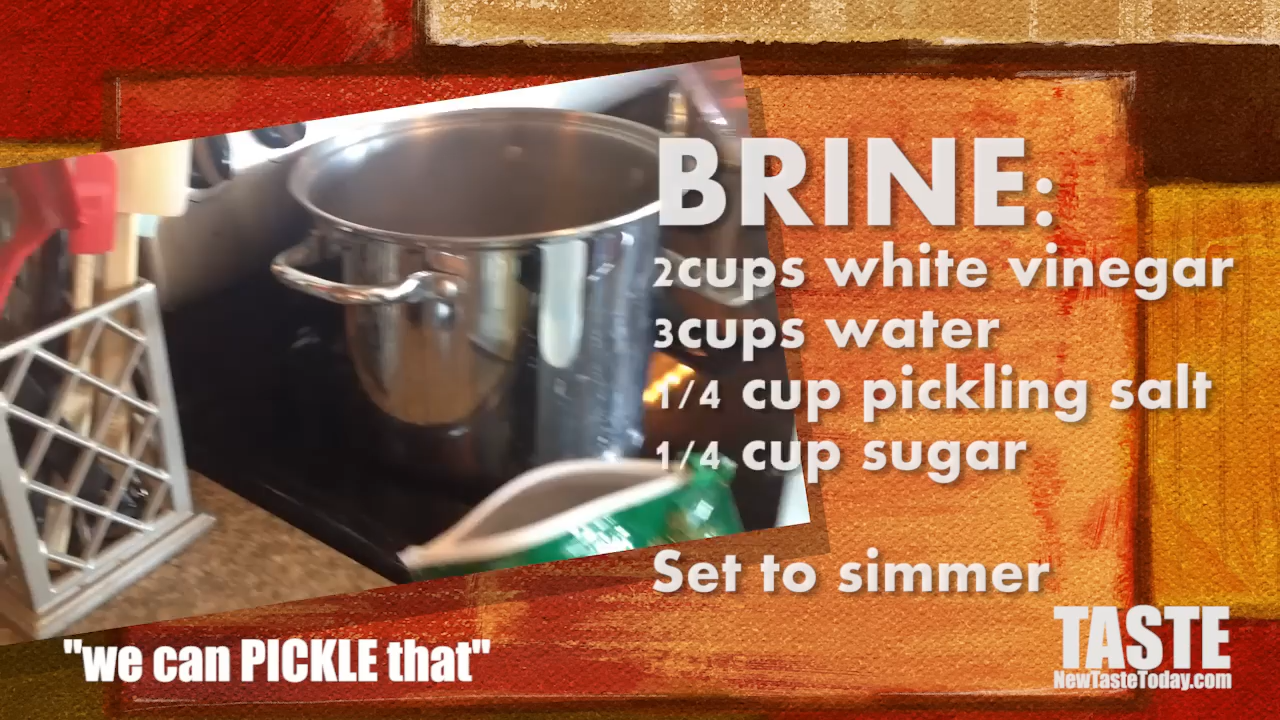 BRINE:
2cups white vinegar
3cups water
1/4 cup pickling salt
1/4 cup sugar
Set to simmer
"we can PICKLE that"
TASTE
NewTasteToday.com